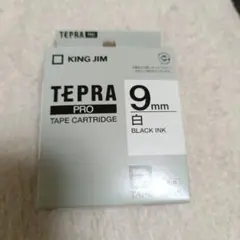 TEPRA PRO
KING JIM
TEPRA
PRO
TAPE CARTRIDGE
9mm
白
BLACK INK